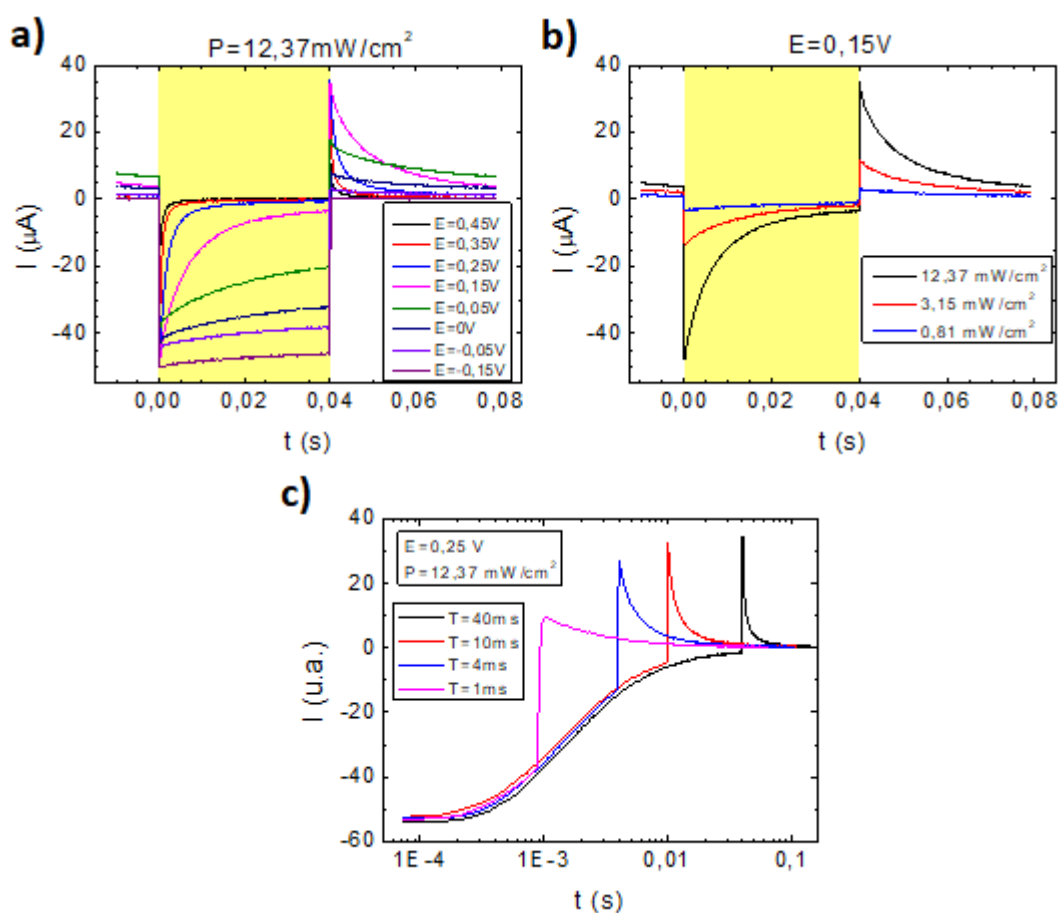 a)
P=12,37mW/cm²
40
20
0
-20
-40
I (µA)
E=0,45V
E=0,35V
E=0,25V
E=0,15V
E=0,05V
E=0V
E=-0,05V
E=-0,15V
0,00 0,02 0,04 0,06 0,08
t (s)
b)
E=0,15V
40
20
0
-20
-40
I (µA)
12,37 mW/cm²
3,15 mW/cm²
0,81 mW/cm²
0,00 0,02 0,04 0,06 0,08
t (s)
c)
40
20
0
-20
-40
-60
I (u.a.)
E=0,25 V
P=12,37 mW/cm²
T=40ms
T=10ms
T=4ms
T=1ms
1E-4 1E-3 0,01 0,1
t (s)